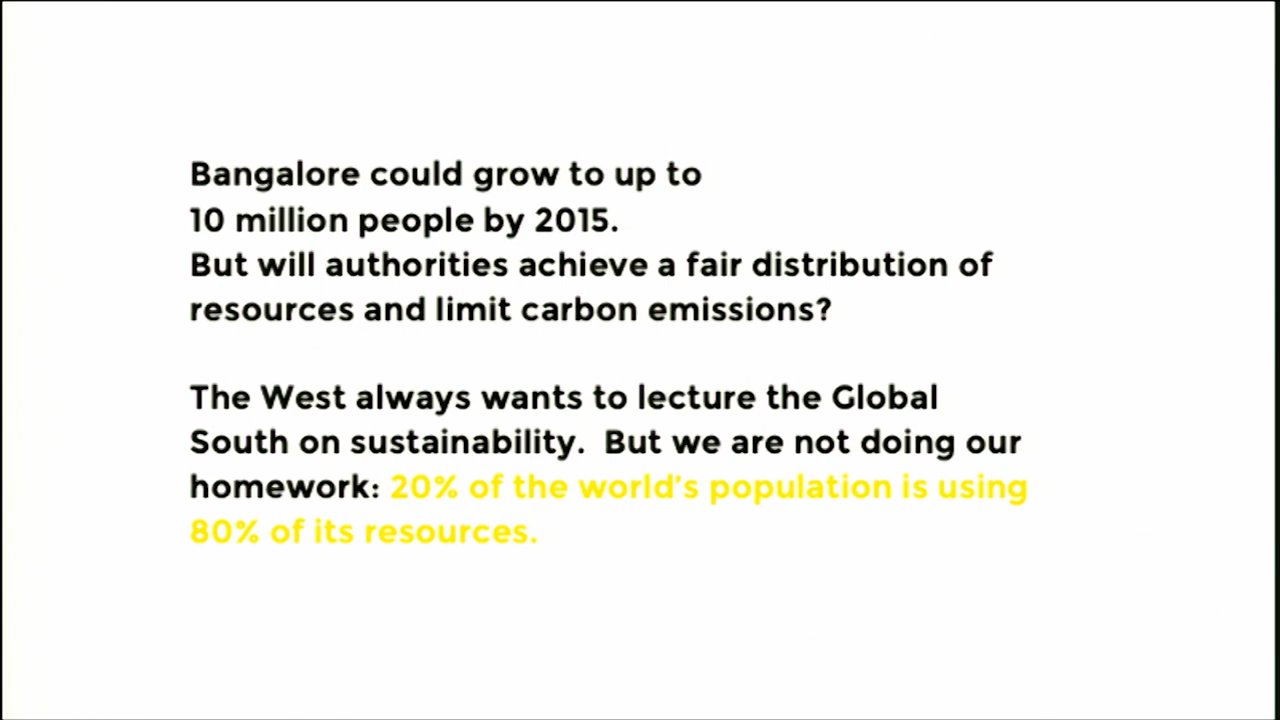 Bangalore could grow to up to
10 million people by 2015.
But will authorities achieve a fair distribution of
resources and limit carbon emissions?
The West always wants to lecture the Global
South on sustainability.  But we are not doing our
homework: 20% of the world's population is using
80% of its resources.